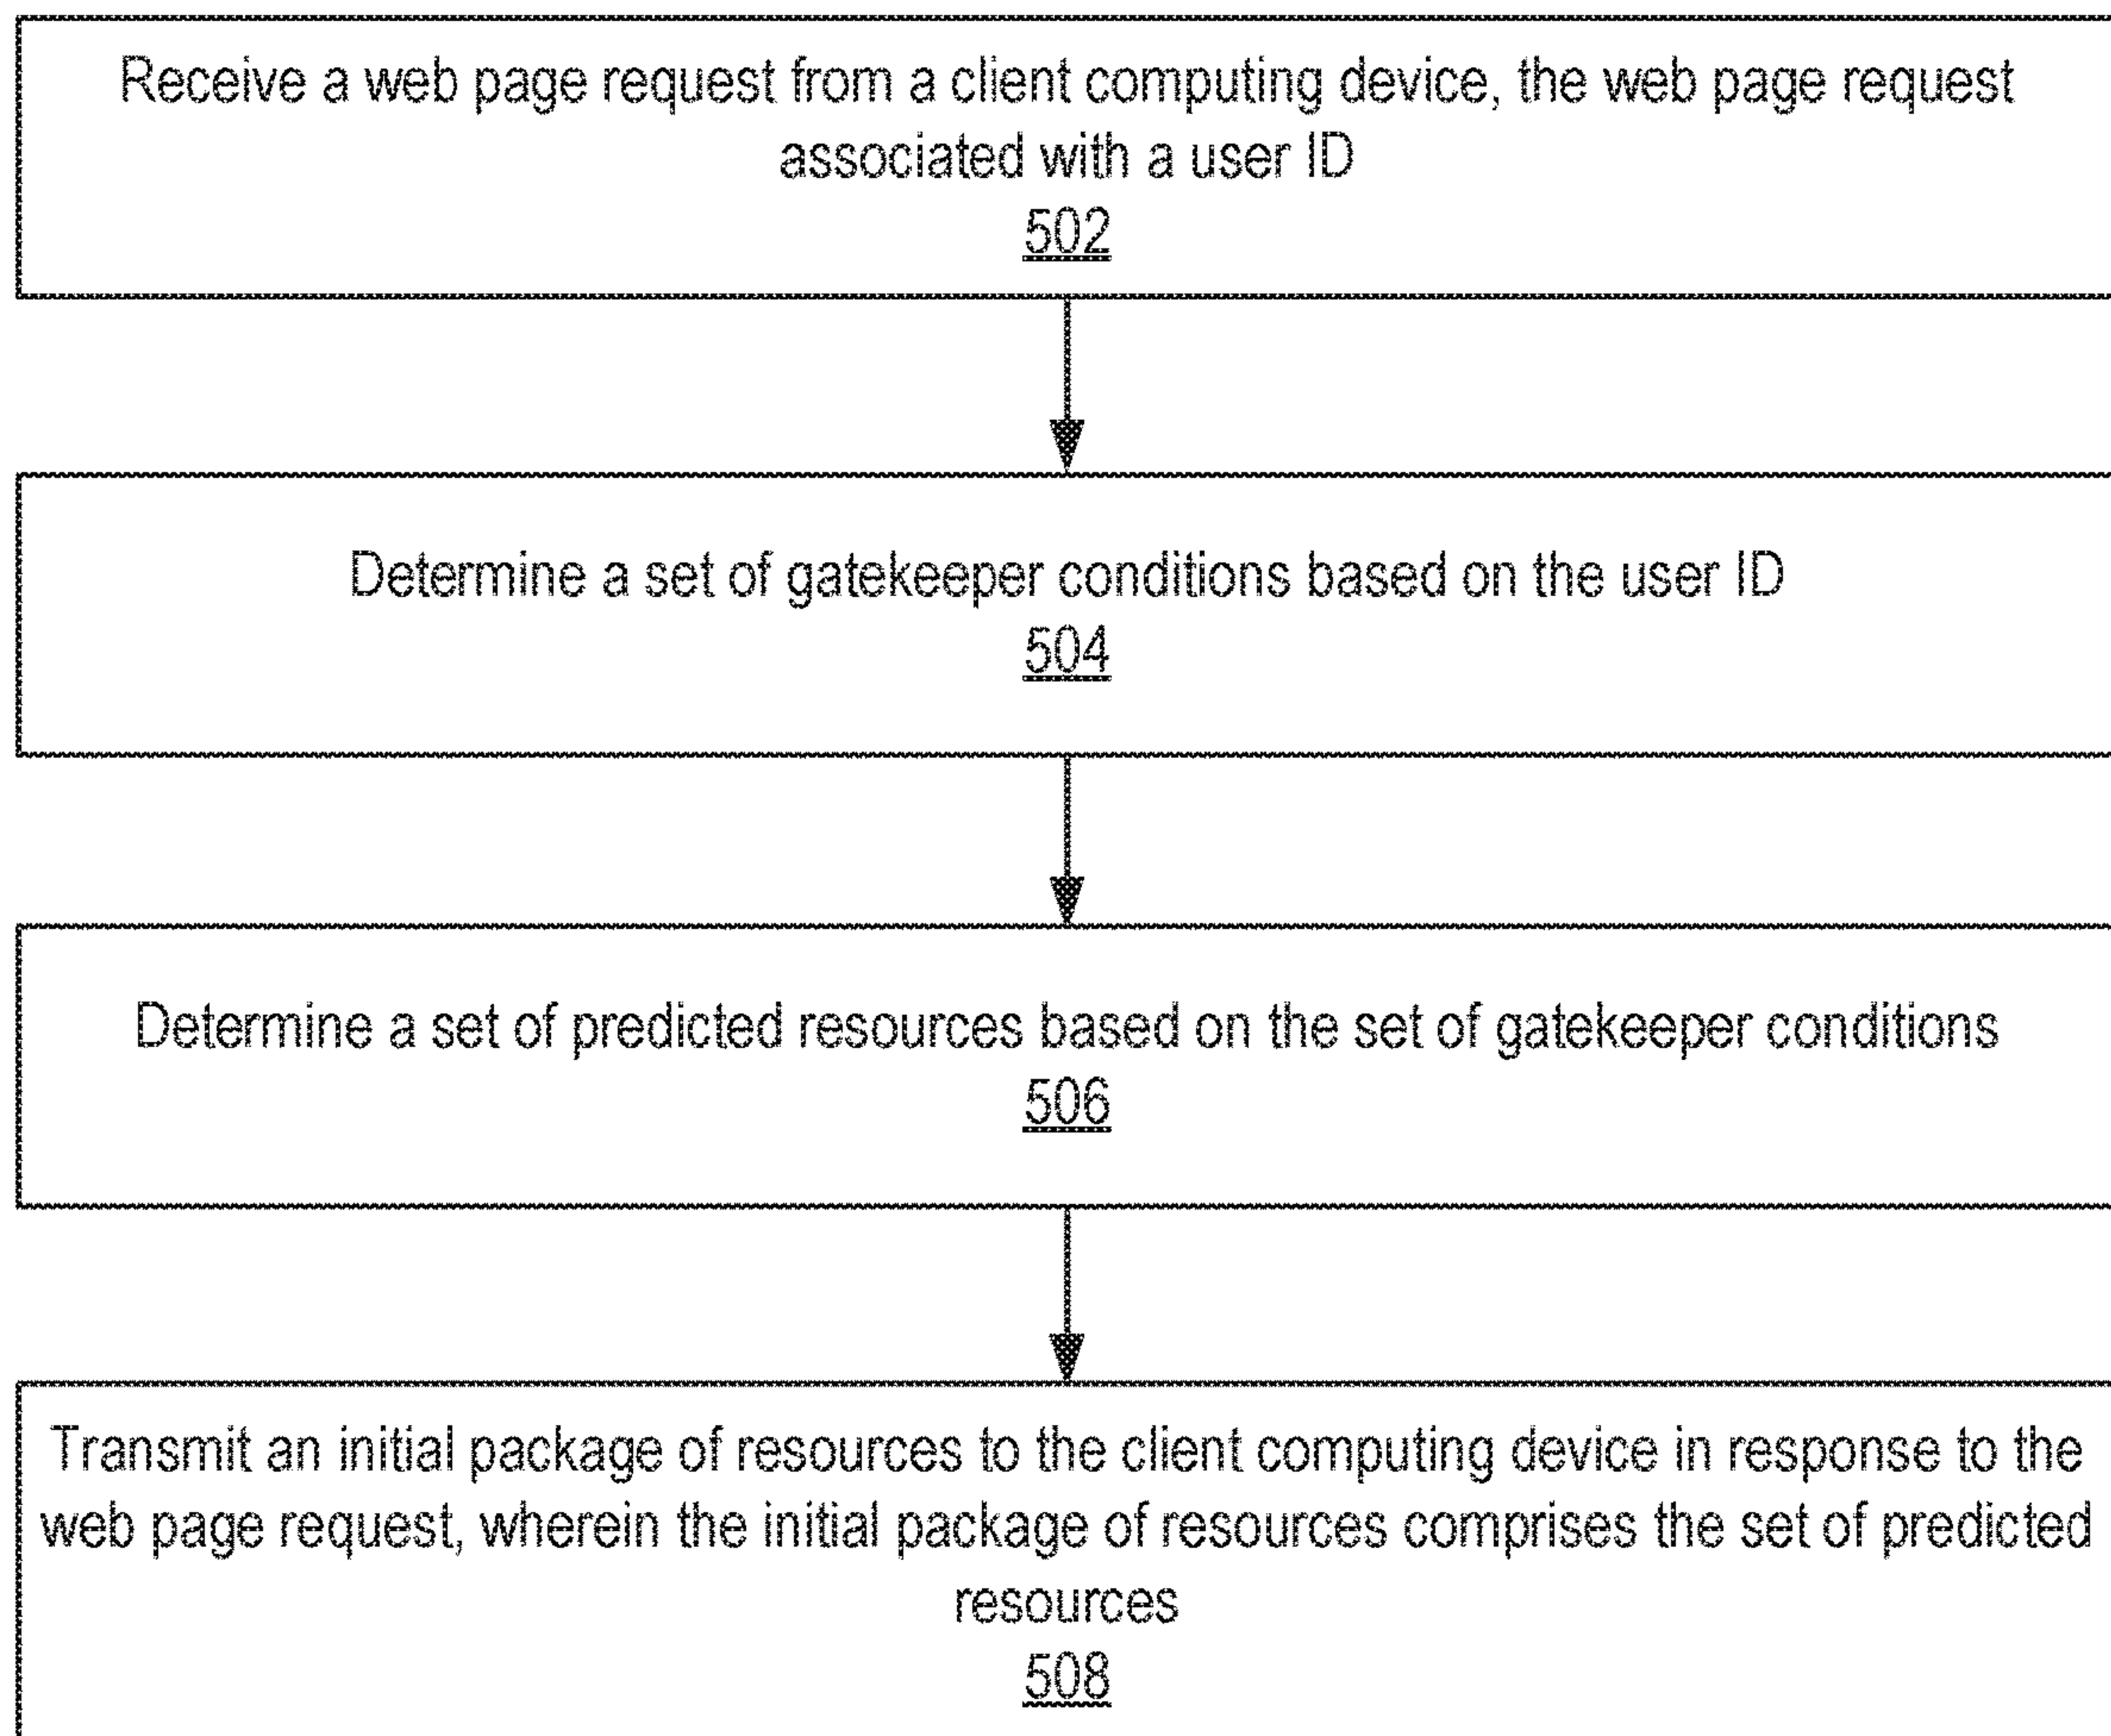 Receive a web page request from a client computing device, the web page request
associated with a user ID
502
Determine a set of gatekeeper conditions based on the user ID
504
Determine a set of predicted resources based on the set of gatekeeper conditions
506
Transmit an initial package of resources to the client computing device in response to the
web page request, wherein the initial package of resources comprises the set of predicted
resources
508